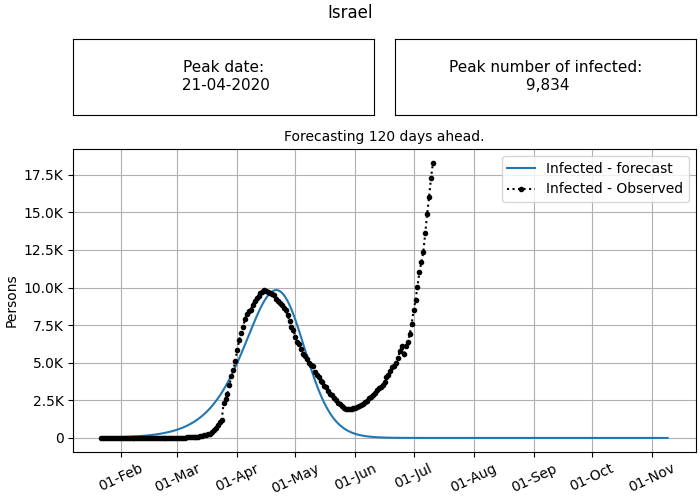 Israel
Peak date:
21-04-2020
Peak number of infected:
9,834
Forecasting 120 days ahead.
Infected - forecast
Infected - Observed
Persons
17.5K
15.0K
12.5K
10.0K
7.5K
5.0K
2.5K
0
01-Feb
01-Mar
01-Apr
01-May
01-Jun
01-Jul
01-Aug
01-Sep
01-Oct
01-Nov